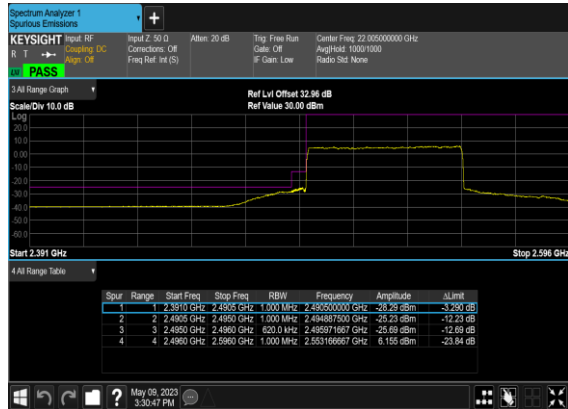 Spectrum Analyzer 1
Spurious Emissions
KEYSIGHT Input: RF Input Z: 50 Ω Atten: 20 dB Trig: Free Run Center Freq: 22.005000000 GHz
R T Coupling: DC Corrections: Off Gate: Off Avg|Hold: 1000/1000
Align: Off Freq Ref: Int (S) IF Gain: Low Radio Std: None
PASS
3 All Range Graph
Ref Lvl Offset 32.96 dB
Scale/Div 10.0 dB Ref Value 30.00 dBm
Log
20.0
10.0
0.00
-10.0
-20.0
-30.0
-40.0
-50.0
-60.0
Start 2.391 GHz Stop 2.596 GHz
4 All Range Table
Spur Range Start Freq Stop Freq RBW Frequency Amplitude ΔLimit
1 1 2.3910 GHz 2.4905 GHz 1.000 MHz 2.490500000 GHz -28.29 dBm -3.290 dB
2 2 2.4905 GHz 2.4950 GHz 1.000 MHz 2.494887500 GHz -25.23 dBm -12.23 dB
3 3 2.4950 GHz 2.4960 GHz 620.0 kHz 2.495971667 GHz -25.69 dBm -12.69 dB
4 4 2.4960 GHz 2.5960 GHz 1.000 MHz 2.553166667 GHz 6.155 dBm -23.84 dB
May 09, 2023
3:30:47 PM